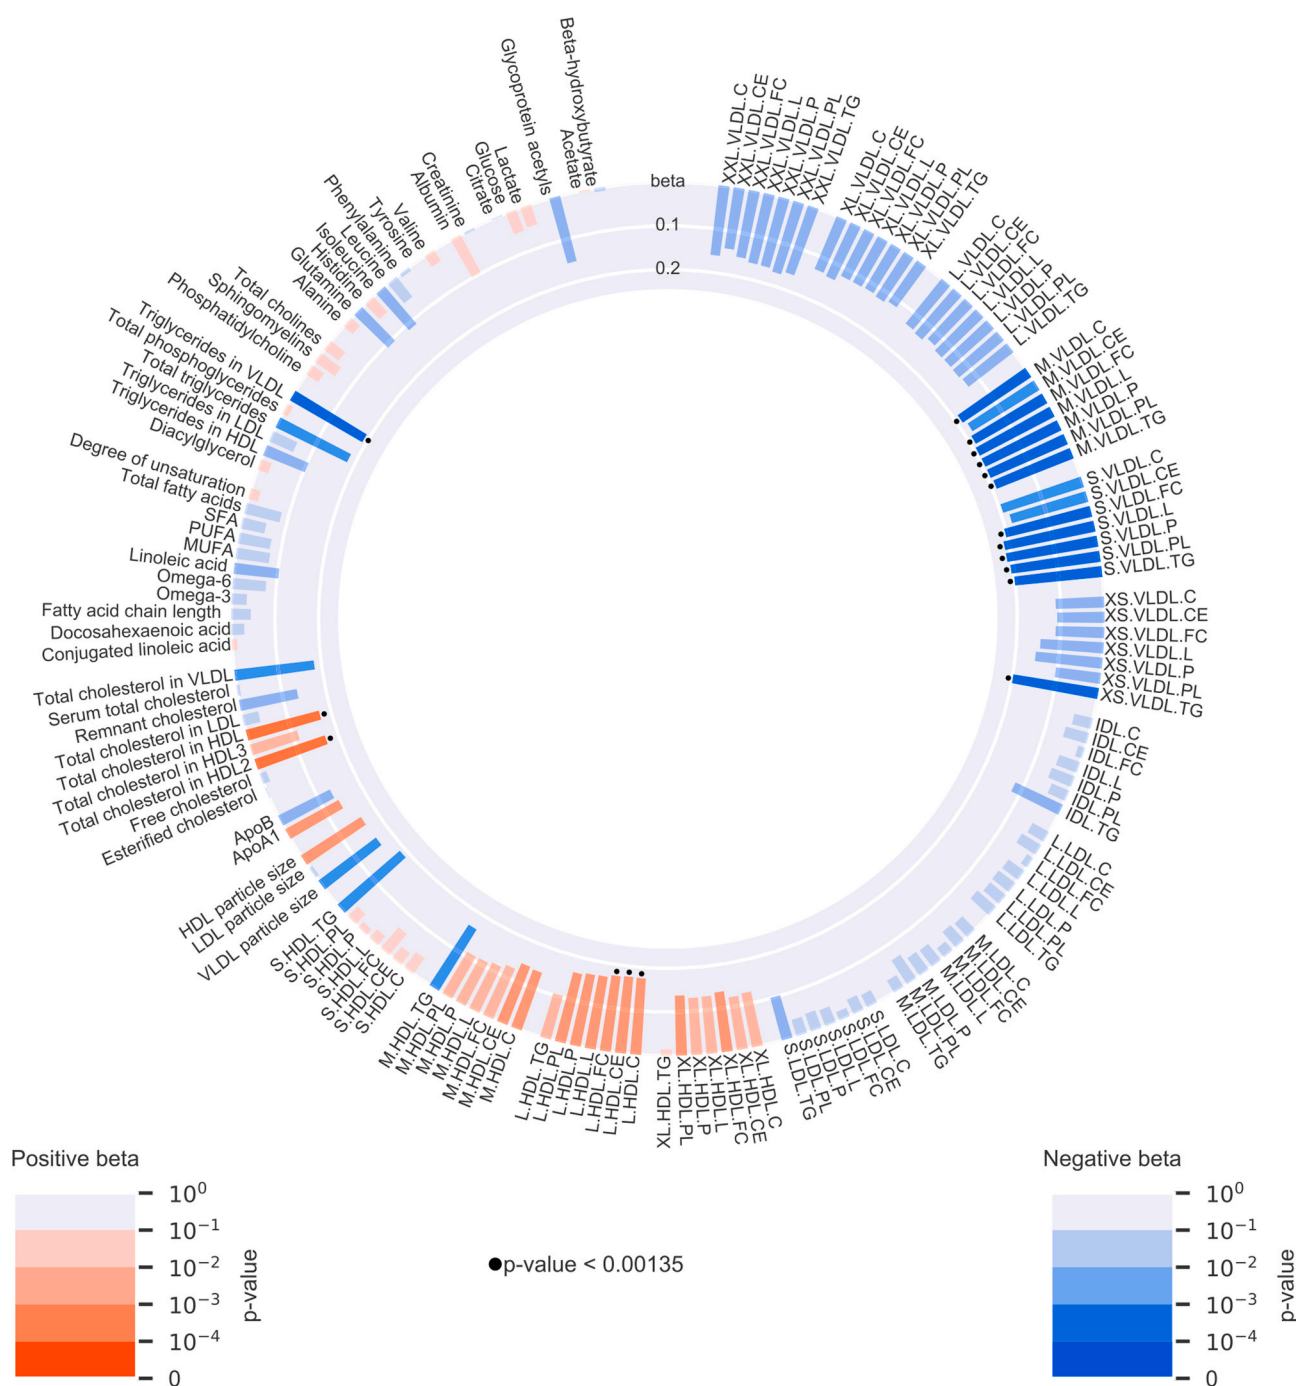 beta
0.1
0.2
XXL.VLDL.C
XXL.VLDL.CE
XXL.VLDL.FC
XXL.VLDL.L
XXL.VLDL.P
XXL.VLDL.PL
XXL.VLDL.TG
XL.VLDL.C
XL.VLDL.CE
XL.VLDL.FC
XL.VLDL.L
XL.VLDL.P
XL.VLDL.PL
XL.VLDL.TG
L.VLDL.C
L.VLDL.CE
L.VLDL.FC
L.VLDL.L
L.VLDL.P
L.VLDL.PL
L.VLDL.TG
M.VLDL.C
M.VLDL.CE
M.VLDL.FC
M.VLDL.L
M.VLDL.P
M.VLDL.PL
M.VLDL.TG
S.VLDL.C
S.VLDL.CE
S.VLDL.FC
S.VLDL.L
S.VLDL.P
S.VLDL.PL
S.VLDL.TG
XS.VLDL.C
XS.VLDL.CE
XS.VLDL.FC
XS.VLDL.L
XS.VLDL.P
XS.VLDL.PL
XS.VLDL.TG
IDL.C
IDL.CE
IDL.FC
IDL.L
IDL.P
IDL.PL
IDL.TG
L.LDL.C
L.LDL.CE
L.LDL.FC
L.LDL.L
L.LDL.P
L.LDL.PL
L.LDL.TG
M.LDL.C
M.LDL.CE
M.LDL.FC
M.LDL.L
M.LDL.P
M.LDL.PL
M.LDL.TG
S.LDL.C
S.LDL.CE
S.LDL.FC
S.LDL.L
S.LDL.P
S.LDL.PL
S.LDL.TG
XL.HDL.C
XL.HDL.CE
XL.HDL.FC
XL.HDL.L
XL.HDL.P
XL.HDL.PL
XL.HDL.TG
L.HDL.C
L.HDL.CE
L.HDL.FC
L.HDL.L
L.HDL.P
L.HDL.PL
L.HDL.TG
M.HDL.C
M.HDL.CE
M.HDL.FC
M.HDL.L
M.HDL.P
M.HDL.PL
M.HDL.TG
S.HDL.C
S.HDL.CE
S.HDL.FC
S.HDL.L
S.HDL.P
S.HDL.PL
S.HDL.TG
VLDL particle size
LDL particle size
HDL particle size
ApoA1
ApoB
Esterified cholesterol
Free cholesterol
Total cholesterol in HDL2
Total cholesterol in HDL3
Total cholesterol in HDL
Total cholesterol in LDL
Remnant cholesterol
Serum total cholesterol
Total cholesterol in VLDL
Conjugated linoleic acid
Docosahexaenoic acid
Fatty acid chain length
Omega-3
Omega-6
Linoleic acid
MUFA
PUFA
SFA
Total fatty acids
Degree of unsaturation
Diacylglycerol
Triglycerides in HDL
Triglycerides in LDL
Total triglycerides
Total phosphoglycerides
Triglycerides in VLDL
Phosphatidylcholine
Sphingomyelins
Total cholines
Alanine
Glutamine
Histidine
Isoleucine
Leucine
Phenylalanine
Tyrosine
Valine
Albumin
Creatinine
Citrate
Glucose
Lactate
Glycoprotein acetyls
Acetate
Beta-hydroxybutyrate
Positive beta
10⁰
10⁻¹
10⁻²
10⁻³
10⁻⁴
0
p-value
p-value < 0.00135
Negative beta
10⁰
10⁻¹
10⁻²
10⁻³
10⁻⁴
0
p-value